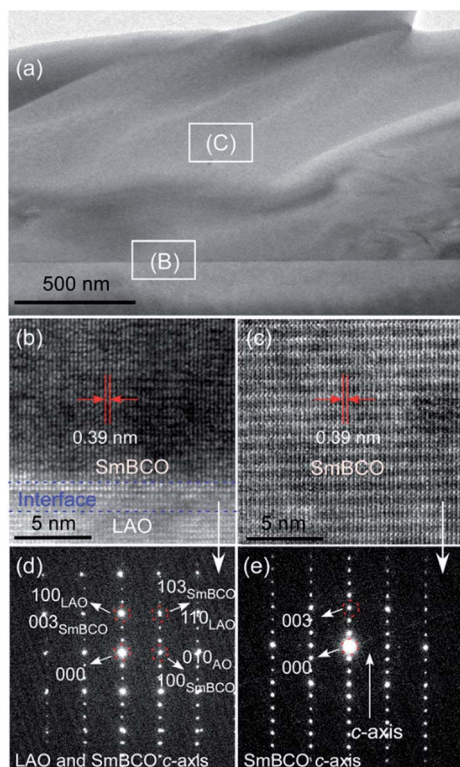 (a)
(C)
(B)
500 nm
(b)
0.39 nm
SmBCO
Interface
5 nm
LAO
(c)
0.39 nm
SmBCO
5 nm
(d)
100LAO
003SmBCO
103SmBCO
110LAO
000
010AO
100SmBCO
LAO and SmBCO c-axis
(e)
003
000
c-axis
SmBCO c-axis